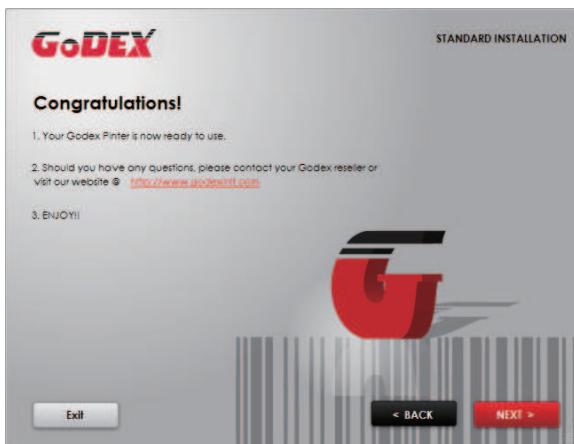 GoDEX
STANDARD INSTALLATION
Congratulations!
1. Your Godex Pinter is now ready to use.
2. Should you have any questions, please contact your Godex reseller or
visit our website @ http://www.godexintl.com
3. ENJOY!!
Exit
< BACK
NEXT >